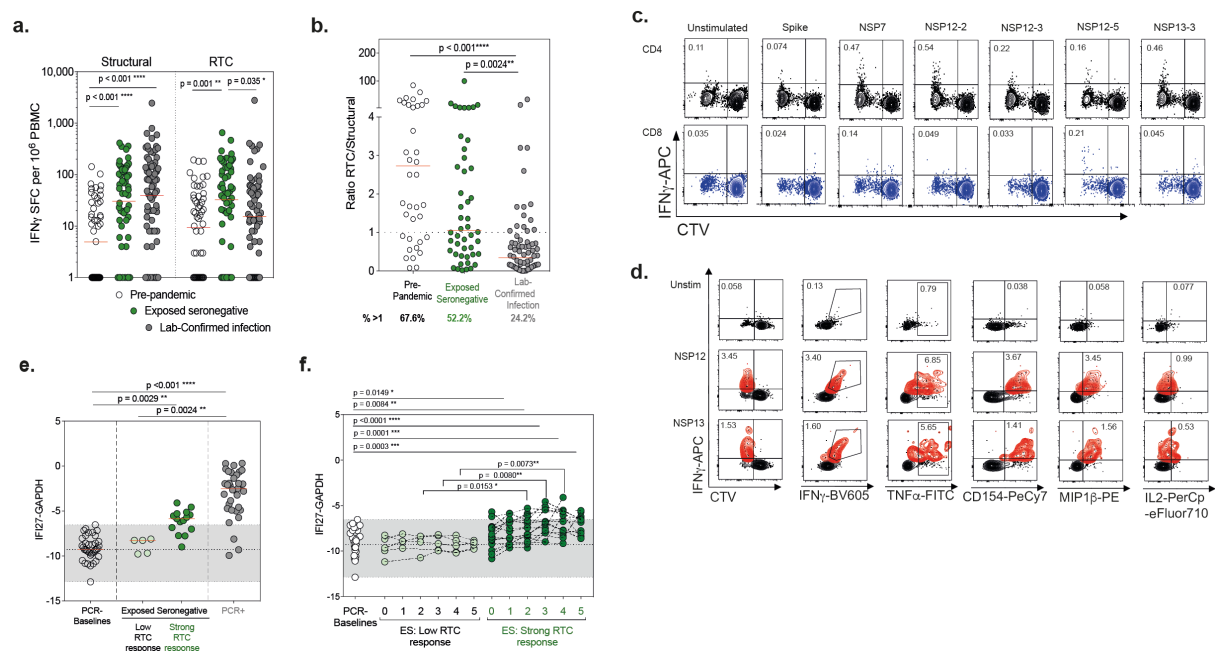 a.
Structural
RTC
p < 0.001 ****
p = 0.001 **
p = 0.035 *
p < 0.001 ****
IFNγ SFC per 10⁶ PBMC
10,000
1,000
100
10
1
Pre-pandemic
Exposed seronegative
Lab-Confirmed infection
b.
p < 0.001****
p = 0.0024**
Ratio RTC/Structural
200
150
100
80
60
40
20
4
3
2
1
0
Pre-Pandemic
Exposed Seronegative
Lab-Confirmed Infection
% >1
67.6%
52.2%
24.2%
c.
Unstimulated
Spike
NSP7
NSP12-2
NSP12-3
NSP12-5
NSP13-3
CD4
0.11
0.074
0.47
0.54
0.22
0.16
0.46
CD8
0.035
0.024
0.14
0.049
0.033
0.21
0.045
IFNγ-APC
CTV
d.
Unstim
0.058
0.13
0.79
0.038
0.058
0.077
NSP12
3.45
3.40
6.85
3.67
3.45
0.99
NSP13
1.53
1.60
5.65
1.41
1.56
0.53
IFNγ-APC
CTV
IFNγ-BV605
TNFα-FITC
CD154-PeCy7
MIP1β-PE
IL2-PerCp
-eFluor710
e.
p <0.001 ****
p = 0.0029 **
p = 0.0024 **
IFI27-GAPDH
5
0
-5
-10
-15
PCR-
Baselines
Exposed Seronegative
PCR+
Low
RTC
response
Strong
RTC
response
f.
p = 0.0149 *
p = 0.0084 **
p <0.0001 ****
p = 0.0001 ***
p = 0.0003 ***
p = 0.0073**
p = 0.0080**
p = 0.0153 *
IFI27-GAPDH
5
0
-5
-10
-15
PCR-
Baselines
0 1 2 3 4 5
0 1 2 3 4 5
ES: Low RTC
response
ES: Strong RTC
response